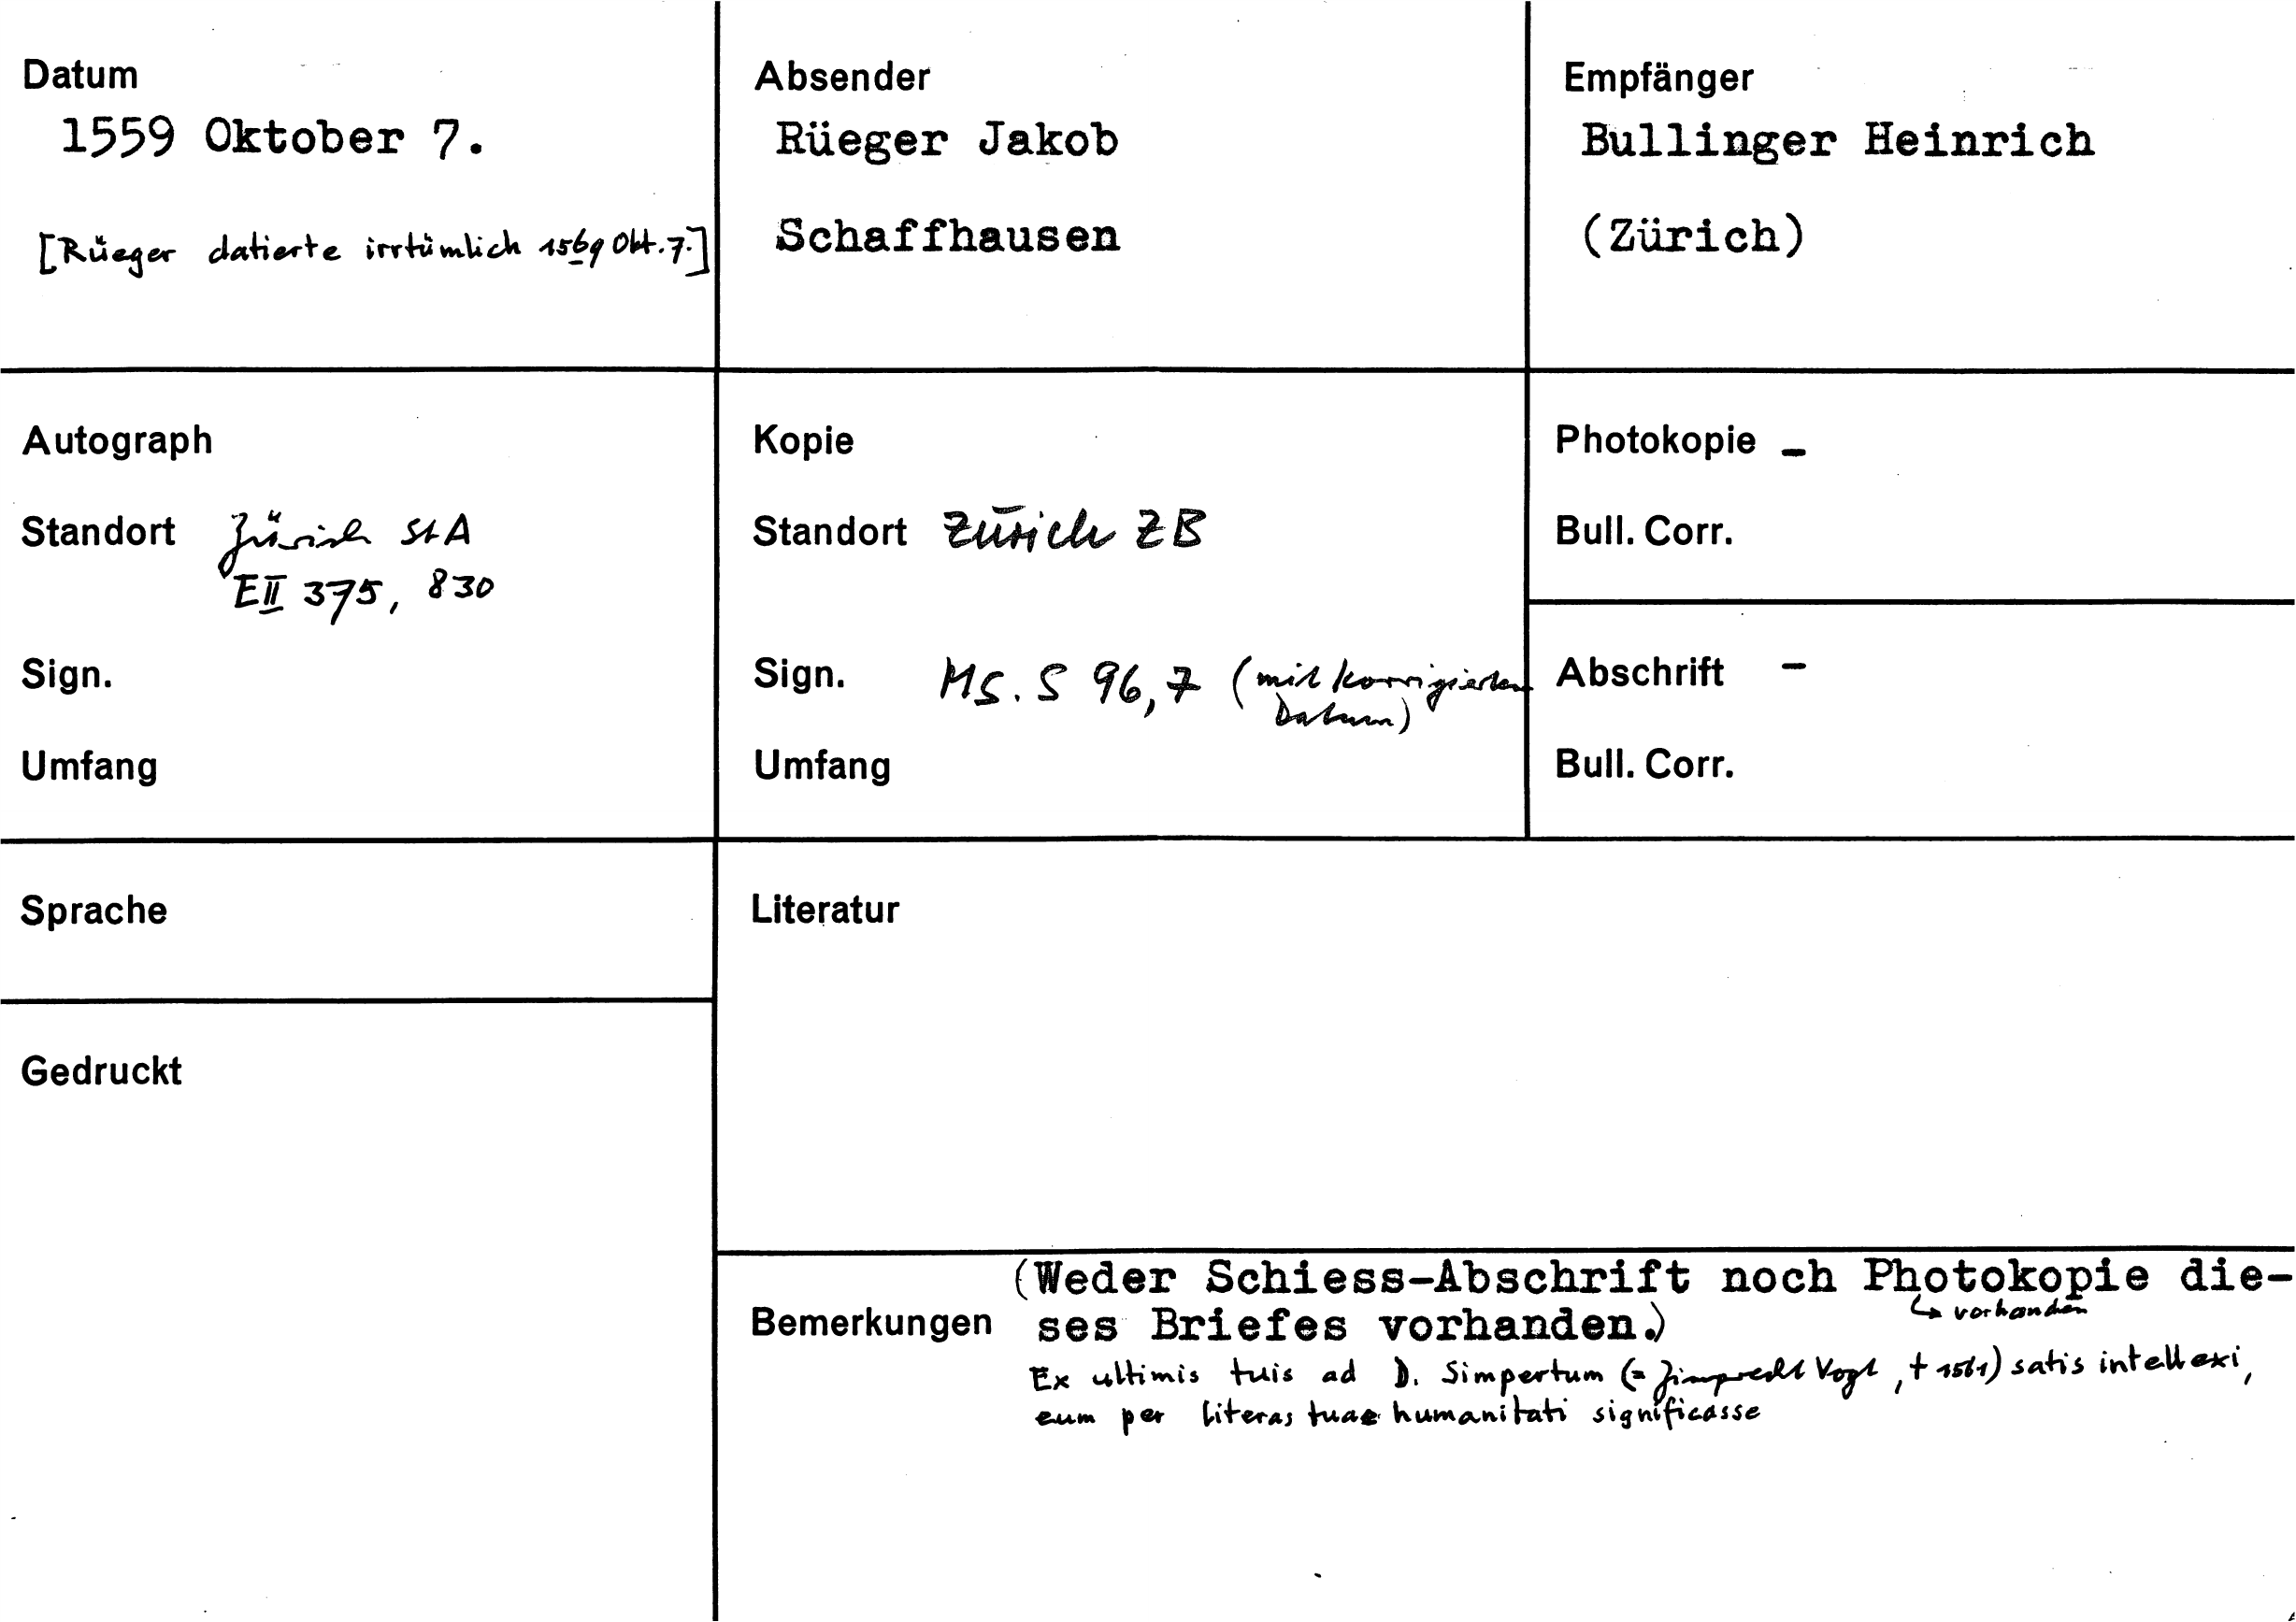 Datum
1559 Oktober 7.
[Rüeger datierte irrtümlich 1569 Okt. 7.]
Absender
Rüeger Jakob
Schaffhausen
Empfänger
Bullinger Heinrich
(Zürich)
Autograph
Standort Zürich StA
E II 375, 830
Sign.
Umfang
Kopie
Standort Zürich ZB
Sign. Ms. S 96,7 (mit korrigiertem
Datum)
Umfang
Photokopie –
Bull. Corr.
Abschrift –
Bull. Corr.
Sprache
Literatur
Gedruckt
(Weder Schiess-Abschrift noch Photokopie die-
↳ vorhanden
Bemerkungen ses Briefes vorhanden.)
Ex ultimis tuis ad D. Simpertum (= Zimprecht Vogt, † 1561) satis intellexi,
eum per literas tuae humanitati significasse